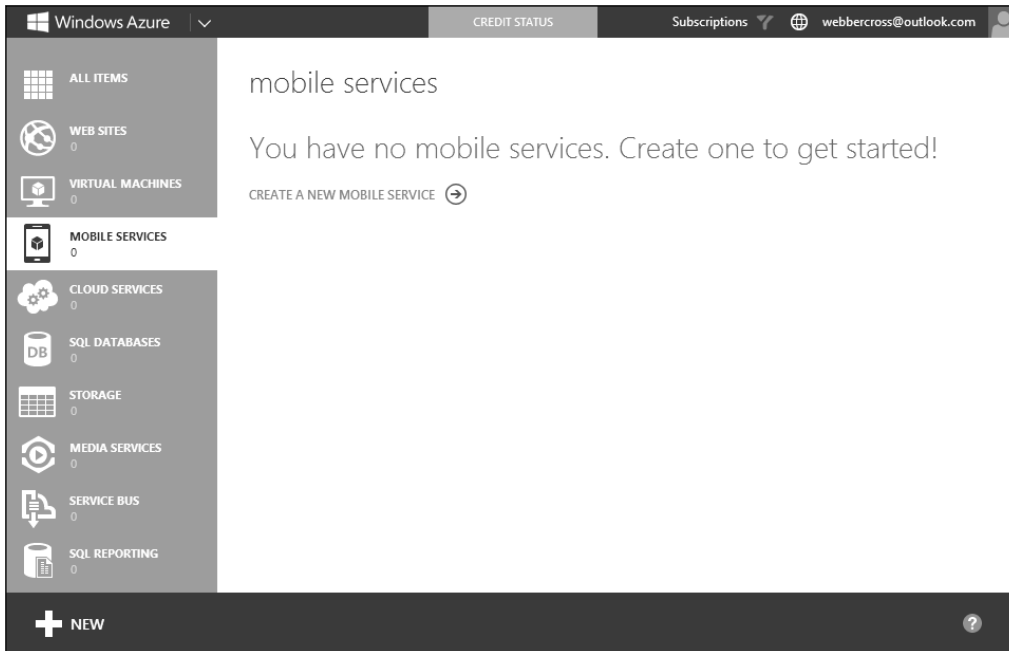 Windows Azure
CREDIT STATUS
Subscriptions
webbercross@outlook.com
ALL ITEMS
WEB SITES
0
VIRTUAL MACHINES
0
MOBILE SERVICES
0
CLOUD SERVICES
0
SQL DATABASES
0
DB
STORAGE
0
MEDIA SERVICES
0
SERVICE BUS
0
SQL REPORTING
0
mobile services
You have no mobile services. Create one to get started!
CREATE A NEW MOBILE SERVICE
NEW
?